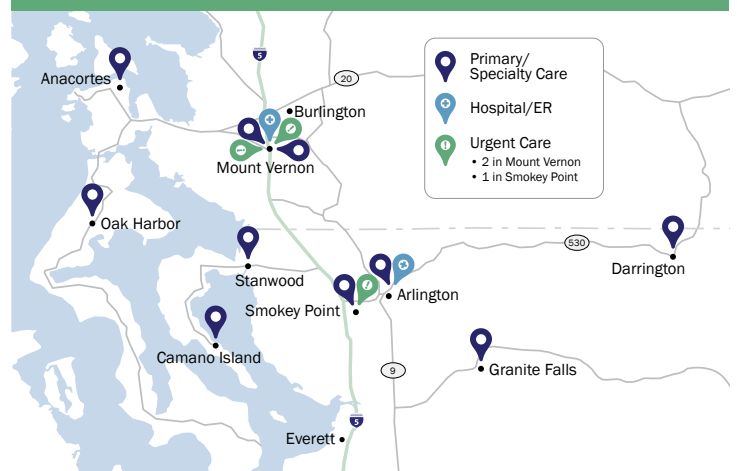 5
Anacortes
20
Burlington
Mount Vernon
Primary/
Specialty Care
Hospital/ER
Urgent Care
• 2 in Mount Vernon
• 1 in Smokey Point
Oak Harbor
530
Darrington
Stanwood
Arlington
Smokey Point
Camano Island
9
Granite Falls
5
Everett